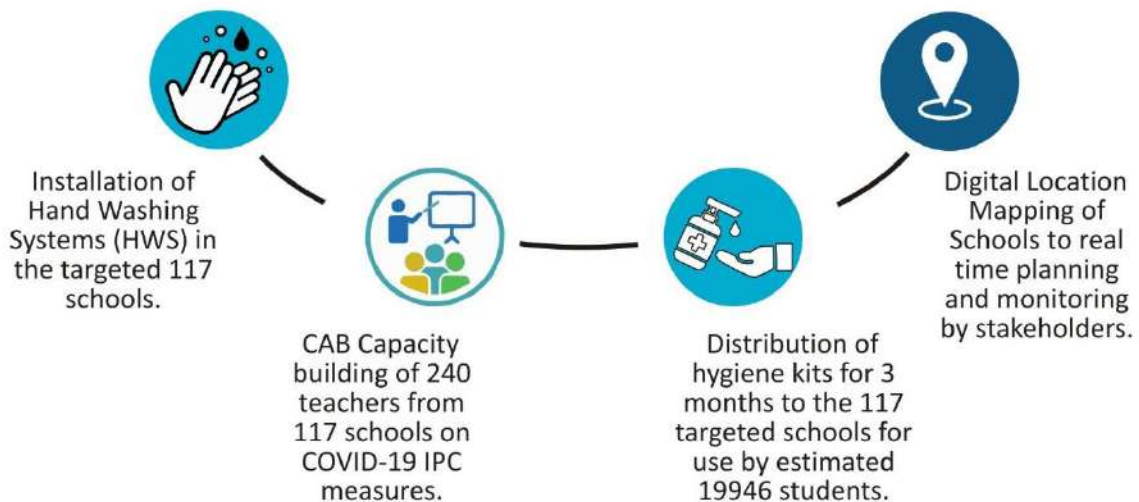 Installation of
Hand Washing
Systems (HWS) in
the targeted 117
schools.
CAB Capacity
building of 240
teachers from
117 schools on
COVID-19 IPC
measures.
Distribution of
hygiene kits for 3
months to the 117
targeted schools for
use by estimated
19946 students.
Digital Location
Mapping of
Schools to real
time planning
and monitoring
by stakeholders.